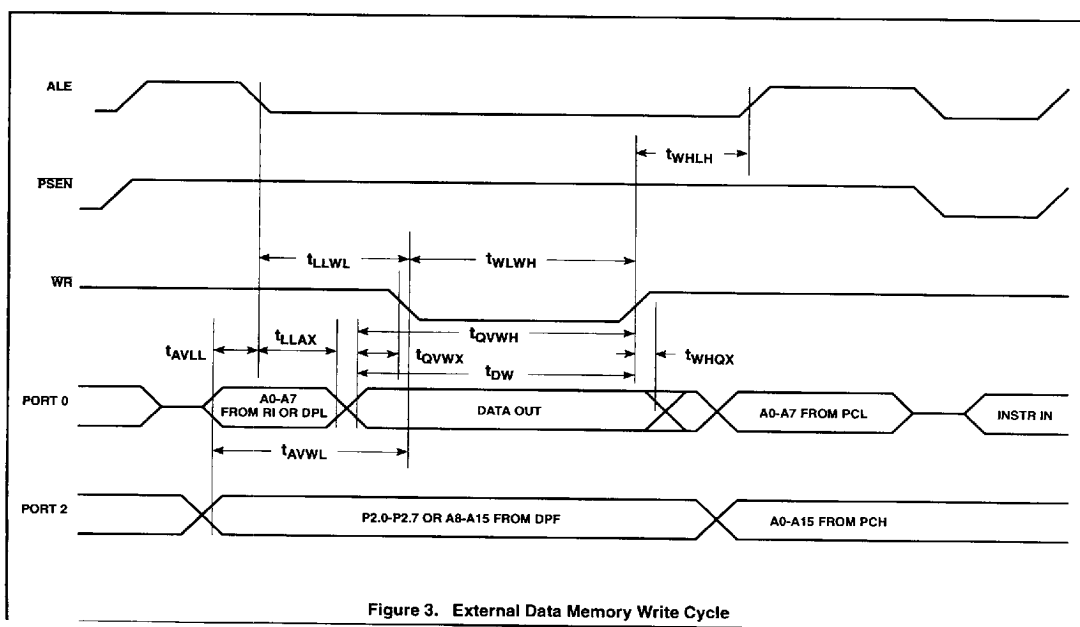 ALE
tWHLH
PSEN
tLLWL
tWLWH
WR
tQVWH
tLLAX
tAVLL
tQVWX
tWHQX
tDW
PORT 0
A0-A7
FROM RI OR DPL
DATA OUT
A0-A7 FROM PCL
INSTR IN
tAVWL
PORT 2
P2.0-P2.7 OR A8-A15 FROM DPF
A0-A15 FROM PCH
Figure 3. External Data Memory Write Cycle